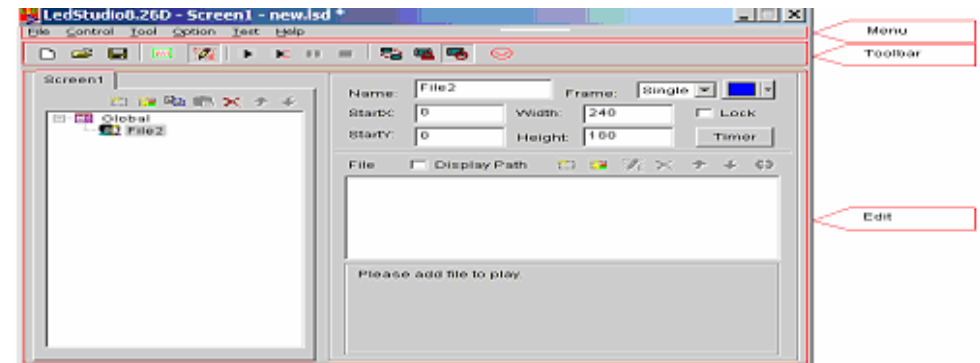 LedStudio8.26D - Screen1 - new.lsd *
File Control Tool Option Test Help
Menu
Toolbar
Screen1
Global
File2
Name: File2 Frame: Single
StartX: 0 Width: 240 Lock
StartY: 0 Height: 160 Timer
File Display Path
Edit
Please add file to play.